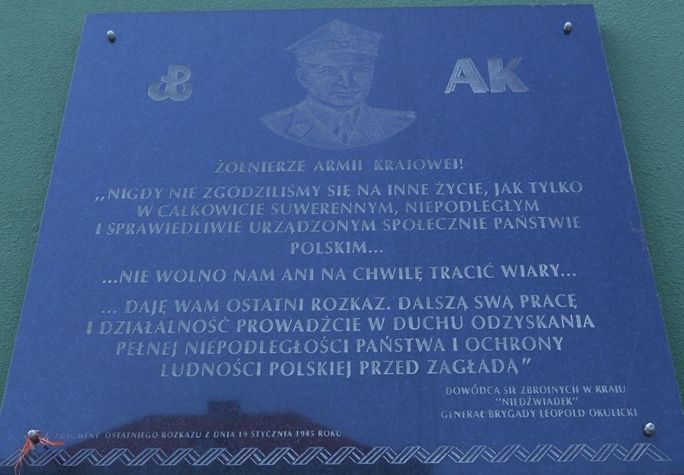 AK
ŻOŁNIERZE ARMII KRAJOWEJ!
„NIGDY NIE ZGODZILIŚMY SIĘ NA INNE ŻYCIE, JAK TYLKO
W CAŁKOWICIE SUWERENNYM, NIEPODLEGŁYM
I SPRAWIEDLIWIE URZĄDZONYM SPOŁECZNIE PAŃSTWIE
POLSKIM...
...NIE WOLNO NAM ANI NA CHWILĘ TRACIĆ WIARY...
... DAJĘ WAM OSTATNI ROZKAZ. DALSZĄ SWĄ PRACĘ
I DZIAŁALNOŚĆ PROWADŹCIE W DUCHU ODZYSKANIA
PEŁNEJ NIEPODLEGŁOŚCI PAŃSTWA I OCHRONY
LUDNOŚCI POLSKIEJ PRZED ZAGŁADĄ”
DOWÓDCA SIŁ ZBROJNYCH W KRAJU
"NIEDŹWIADEK"
GENERAŁ BRYGADY LEOPOLD OKULICKI
FRAGMENT OSTATNIEGO ROZKAZU Z DNIA 19 STYCZNIA 1945 ROKU